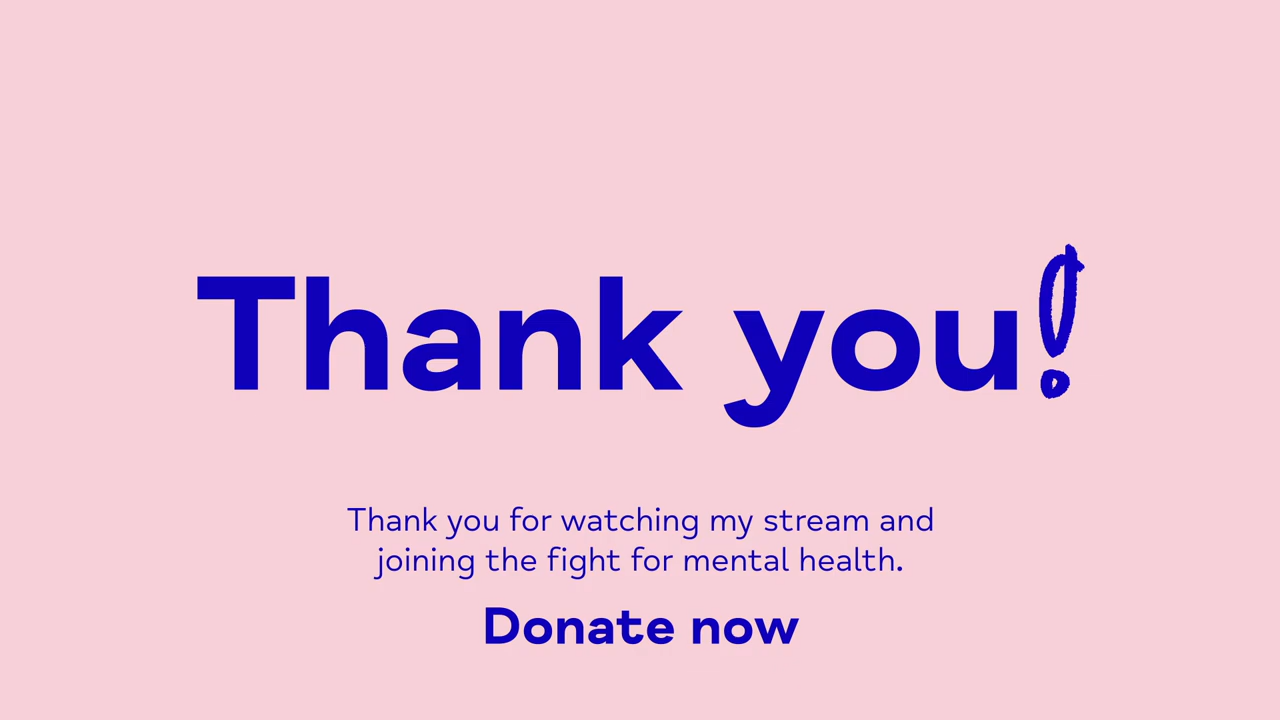 Thank you!
Thank you for watching my stream and
joining the fight for mental health.
Donate now